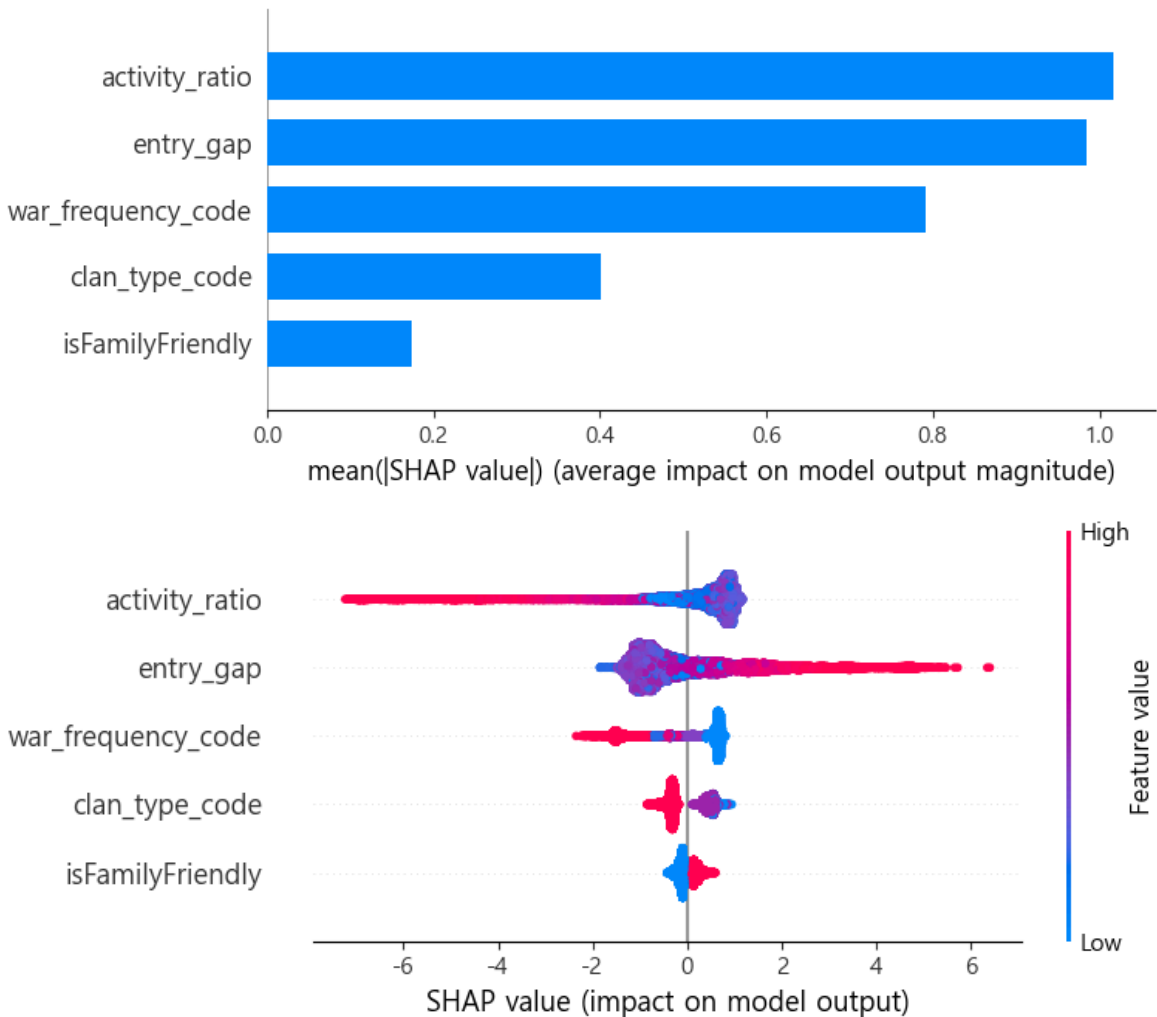 activity_ratio
entry_gap
war_frequency_code
clan_type_code
isFamilyFriendly
0.0 0.2 0.4 0.6 0.8 1.0
mean(|SHAP value|) (average impact on model output magnitude)
High
activity_ratio
entry_gap
war_frequency_code
clan_type_code
isFamilyFriendly
Feature value
Low
-6 -4 -2 0 2 4 6
SHAP value (impact on model output)